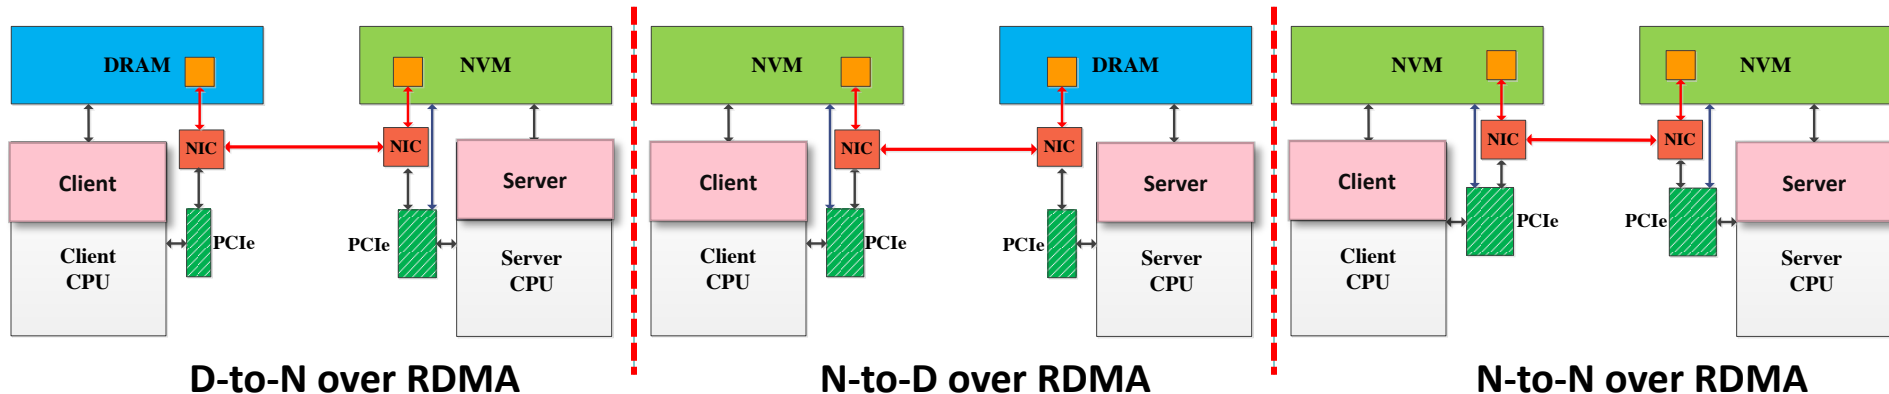 DRAM
NVM
NIC
NIC
Client
Server
PCIe
PCIe
Client
CPU
Server
CPU
D-to-N over RDMA
NVM
DRAM
NIC
NIC
Client
Server
PCIe
PCIe
Client
CPU
Server
CPU
N-to-D over RDMA
NVM
NVM
NIC
NIC
Client
Server
PCIe
PCIe
Client
CPU
Server
CPU
N-to-N over RDMA